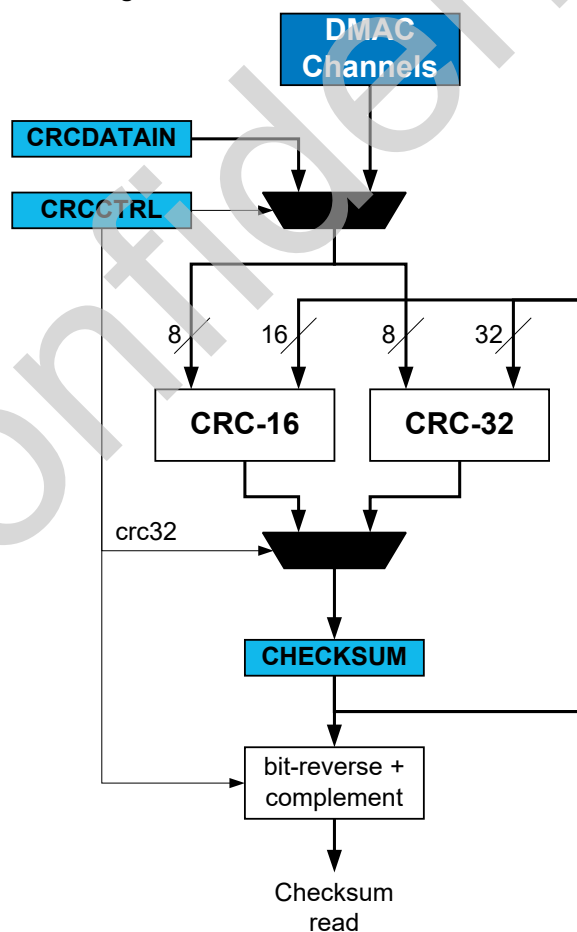 DMAC
Channels
CRCDATAIN
CRCCTRL
8
16
8
32
CRC-16
CRC-32
crc32
CHECKSUM
bit-reverse +
complement
Checksum
read